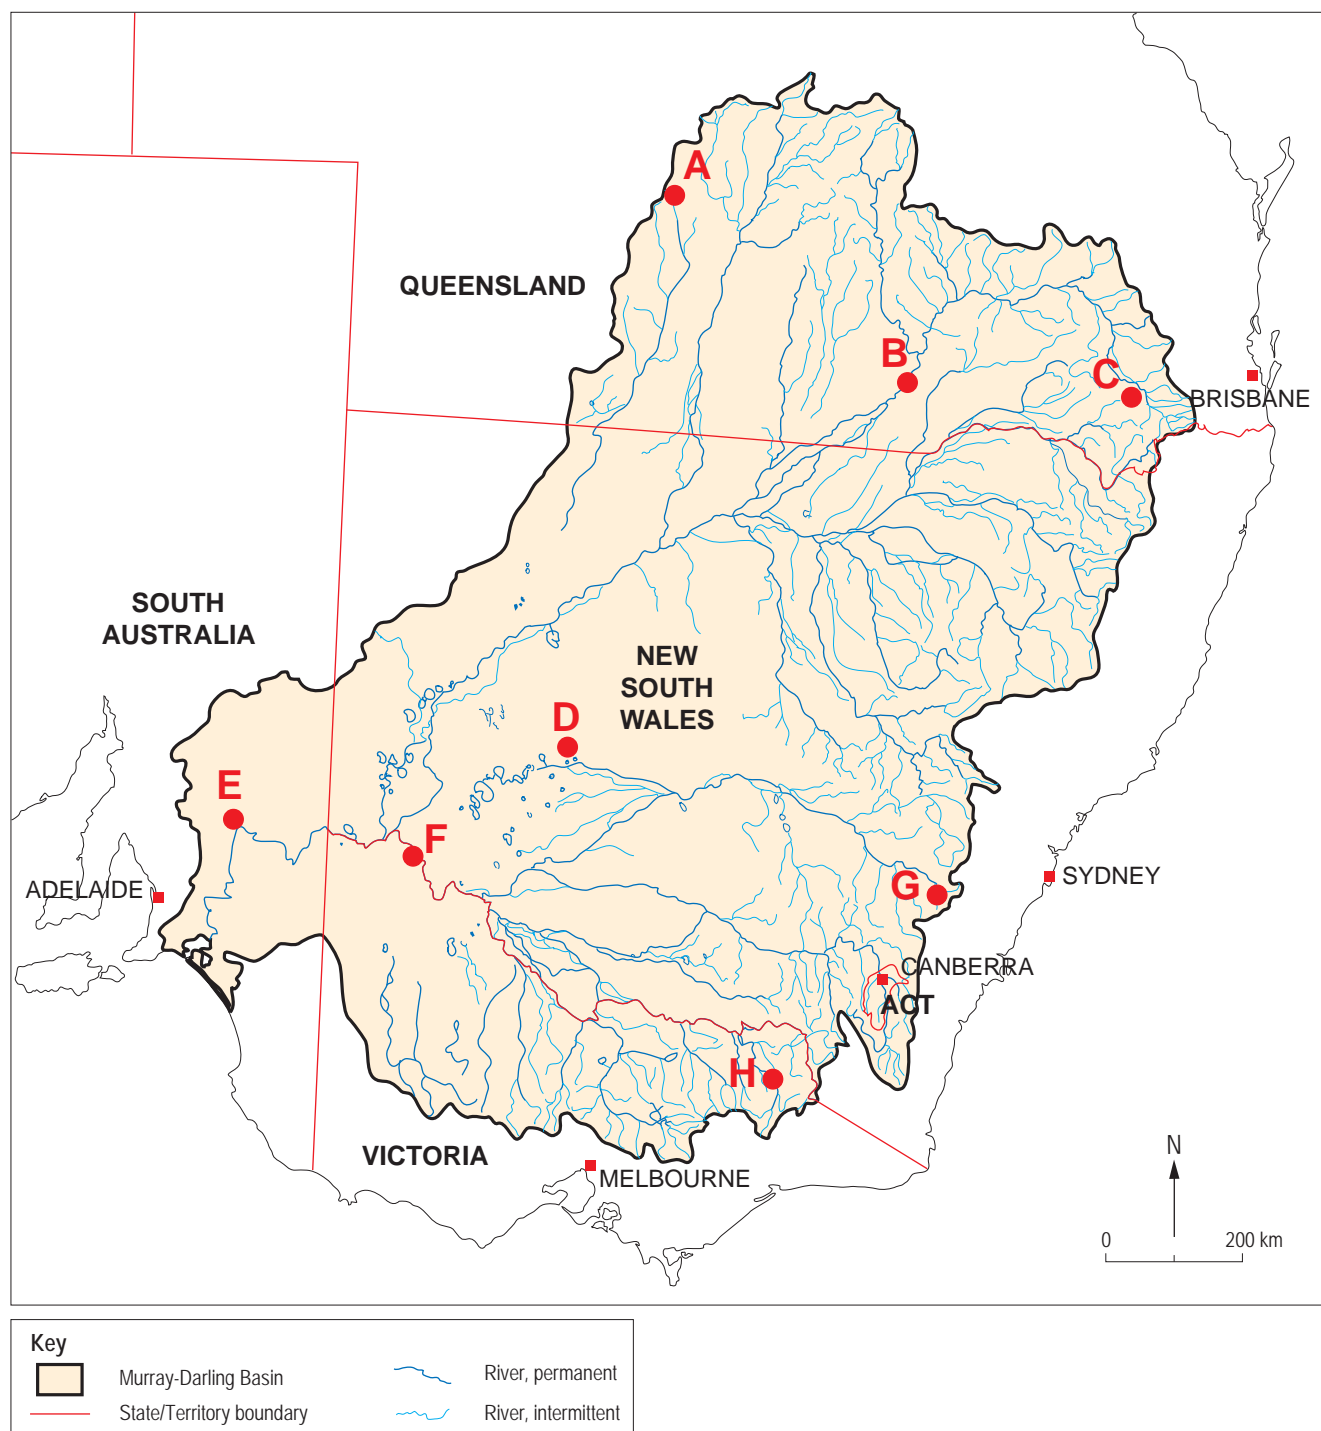 A
QUEENSLAND
B
C
BRISBANE
SOUTH
AUSTRALIA
NEW
SOUTH
WALES
D
E
F
ADELAIDE
G
SYDNEY
CANBERRA
ACT
H
VICTORIA
MELBOURNE
N
0 200 km
Key
Murray-Darling Basin
River, permanent
State/Territory boundary
River, intermittent